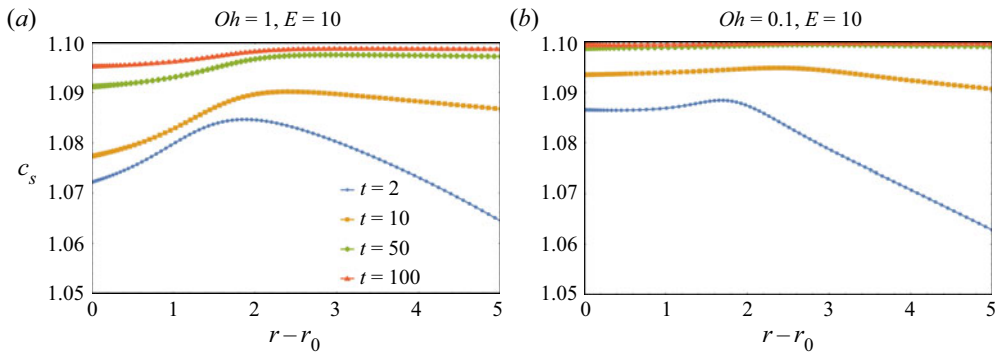 (a) Oh = 1, E = 10
1.10
1.09
1.08
c_s
1.07
1.06
1.05
t = 2
t = 10
t = 50
t = 100
0 1 2 3 4 5
r – r_0
(b) Oh = 0.1, E = 10
1.10
1.09
1.08
1.07
1.06
1.05
0 1 2 3 4 5
r – r_0